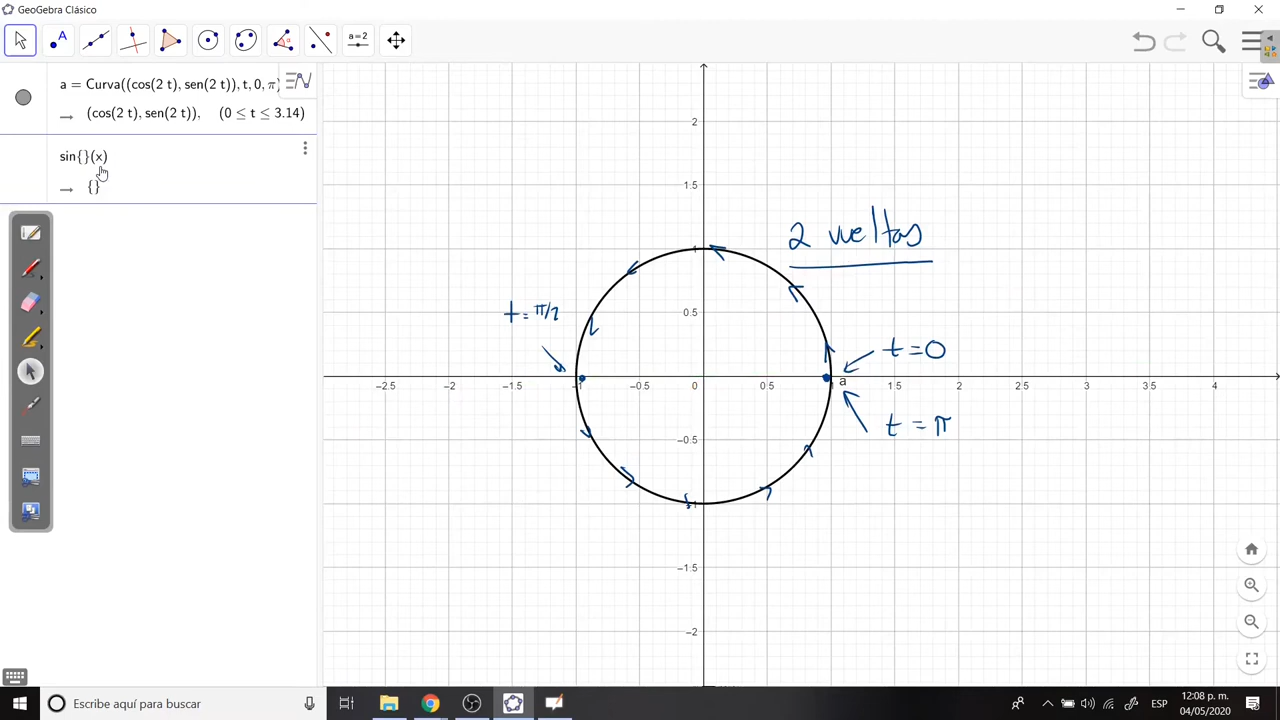 GeoGebra Clásico
a=2
a = Curva((cos(2 t), sen(2 t)), t, 0, π
→ (cos(2 t), sen(2 t)), (0 ≤ t ≤ 3.14)
sin{}(x)
→ {}
2 vueltas
t = π/2
t = 0
t = π
a
2
1.5
1
0.5
−0.5
−1
−1.5
−2
−2.5
−2
−1.5
−1
−0.5
0
0.5
1
1.5
2
2.5
3
3.5
4
Escribe aquí para buscar
ESP
12:08 p. m.
04/05/2020